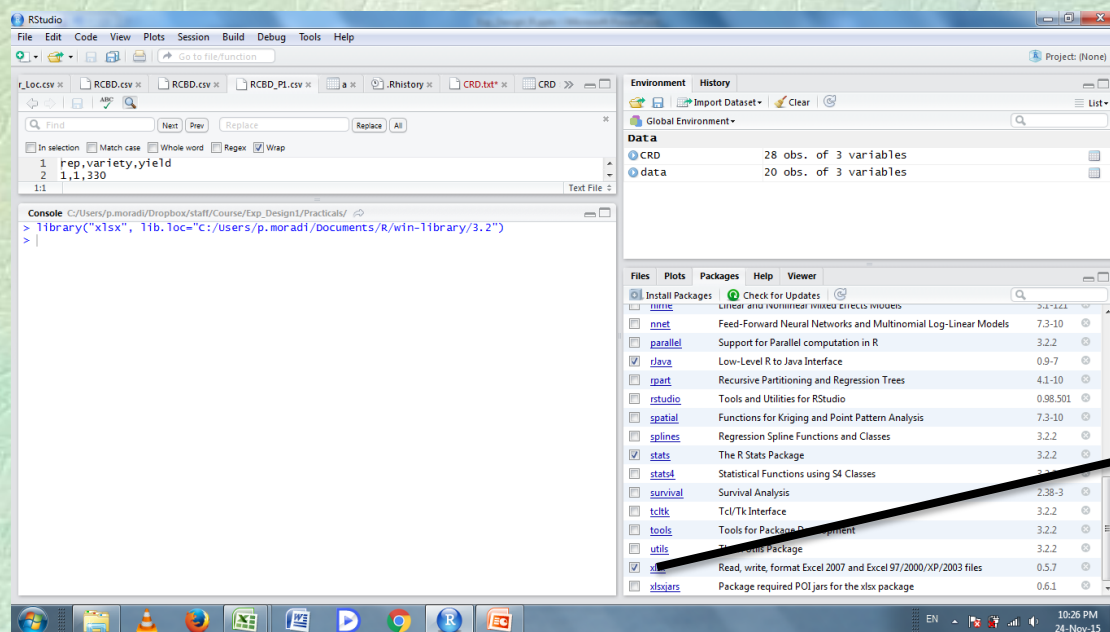 RStudio
File Edit Code View Plots Session Build Debug Tools Help
Go to file/function
Project: (None)
r_Loc.csv × RCBD.csv × RCBD.csv × RCBD_P1.csv × a × .Rhistory × CRD.txt* × CRD
ABC
Find Next Prev Replace Replace All
In selection Match case Whole word Regex Wrap
1 rep,variety,yield
2 1,1,330
1:1 Text File
Console C:/Users/p.moradi/Dropbox/staff/Course/Exp_Design1/Practicals/
> library("xlsx", lib.loc="C:/Users/p.moradi/Documents/R/win-library/3.2")
>
Environment History
Import Dataset Clear List
Global Environment
Data
CRD 28 obs. of 3 variables
data 20 obs. of 3 variables
Files Plots Packages Help Viewer
Install Packages Check for Updates
nlme Linear and Nonlinear Mixed Effects Models 3.1-121
nnet Feed-Forward Neural Networks and Multinomial Log-Linear Models 7.3-10
parallel Support for Parallel computation in R 3.2.2
rJava Low-Level R to Java Interface 0.9-7
rpart Recursive Partitioning and Regression Trees 4.1-10
rstudio Tools and Utilities for RStudio 0.98.501
spatial Functions for Kriging and Point Pattern Analysis 7.3-10
splines Regression Spline Functions and Classes 3.2.2
stats The R Stats Package 3.2.2
stats4 Statistical Functions using S4 Classes
survival Survival Analysis 2.38-3
tcltk Tcl/Tk Interface 3.2.2
tools Tools for Package Development 3.2.2
utils The R Utils Package 3.2.2
xlsx Read, write, format Excel 2007 and Excel 97/2000/XP/2003 files 0.5.7
xlsxjars Package required POI jars for the xlsx package 0.6.1
EN 10:26 PM
24-Nov-15